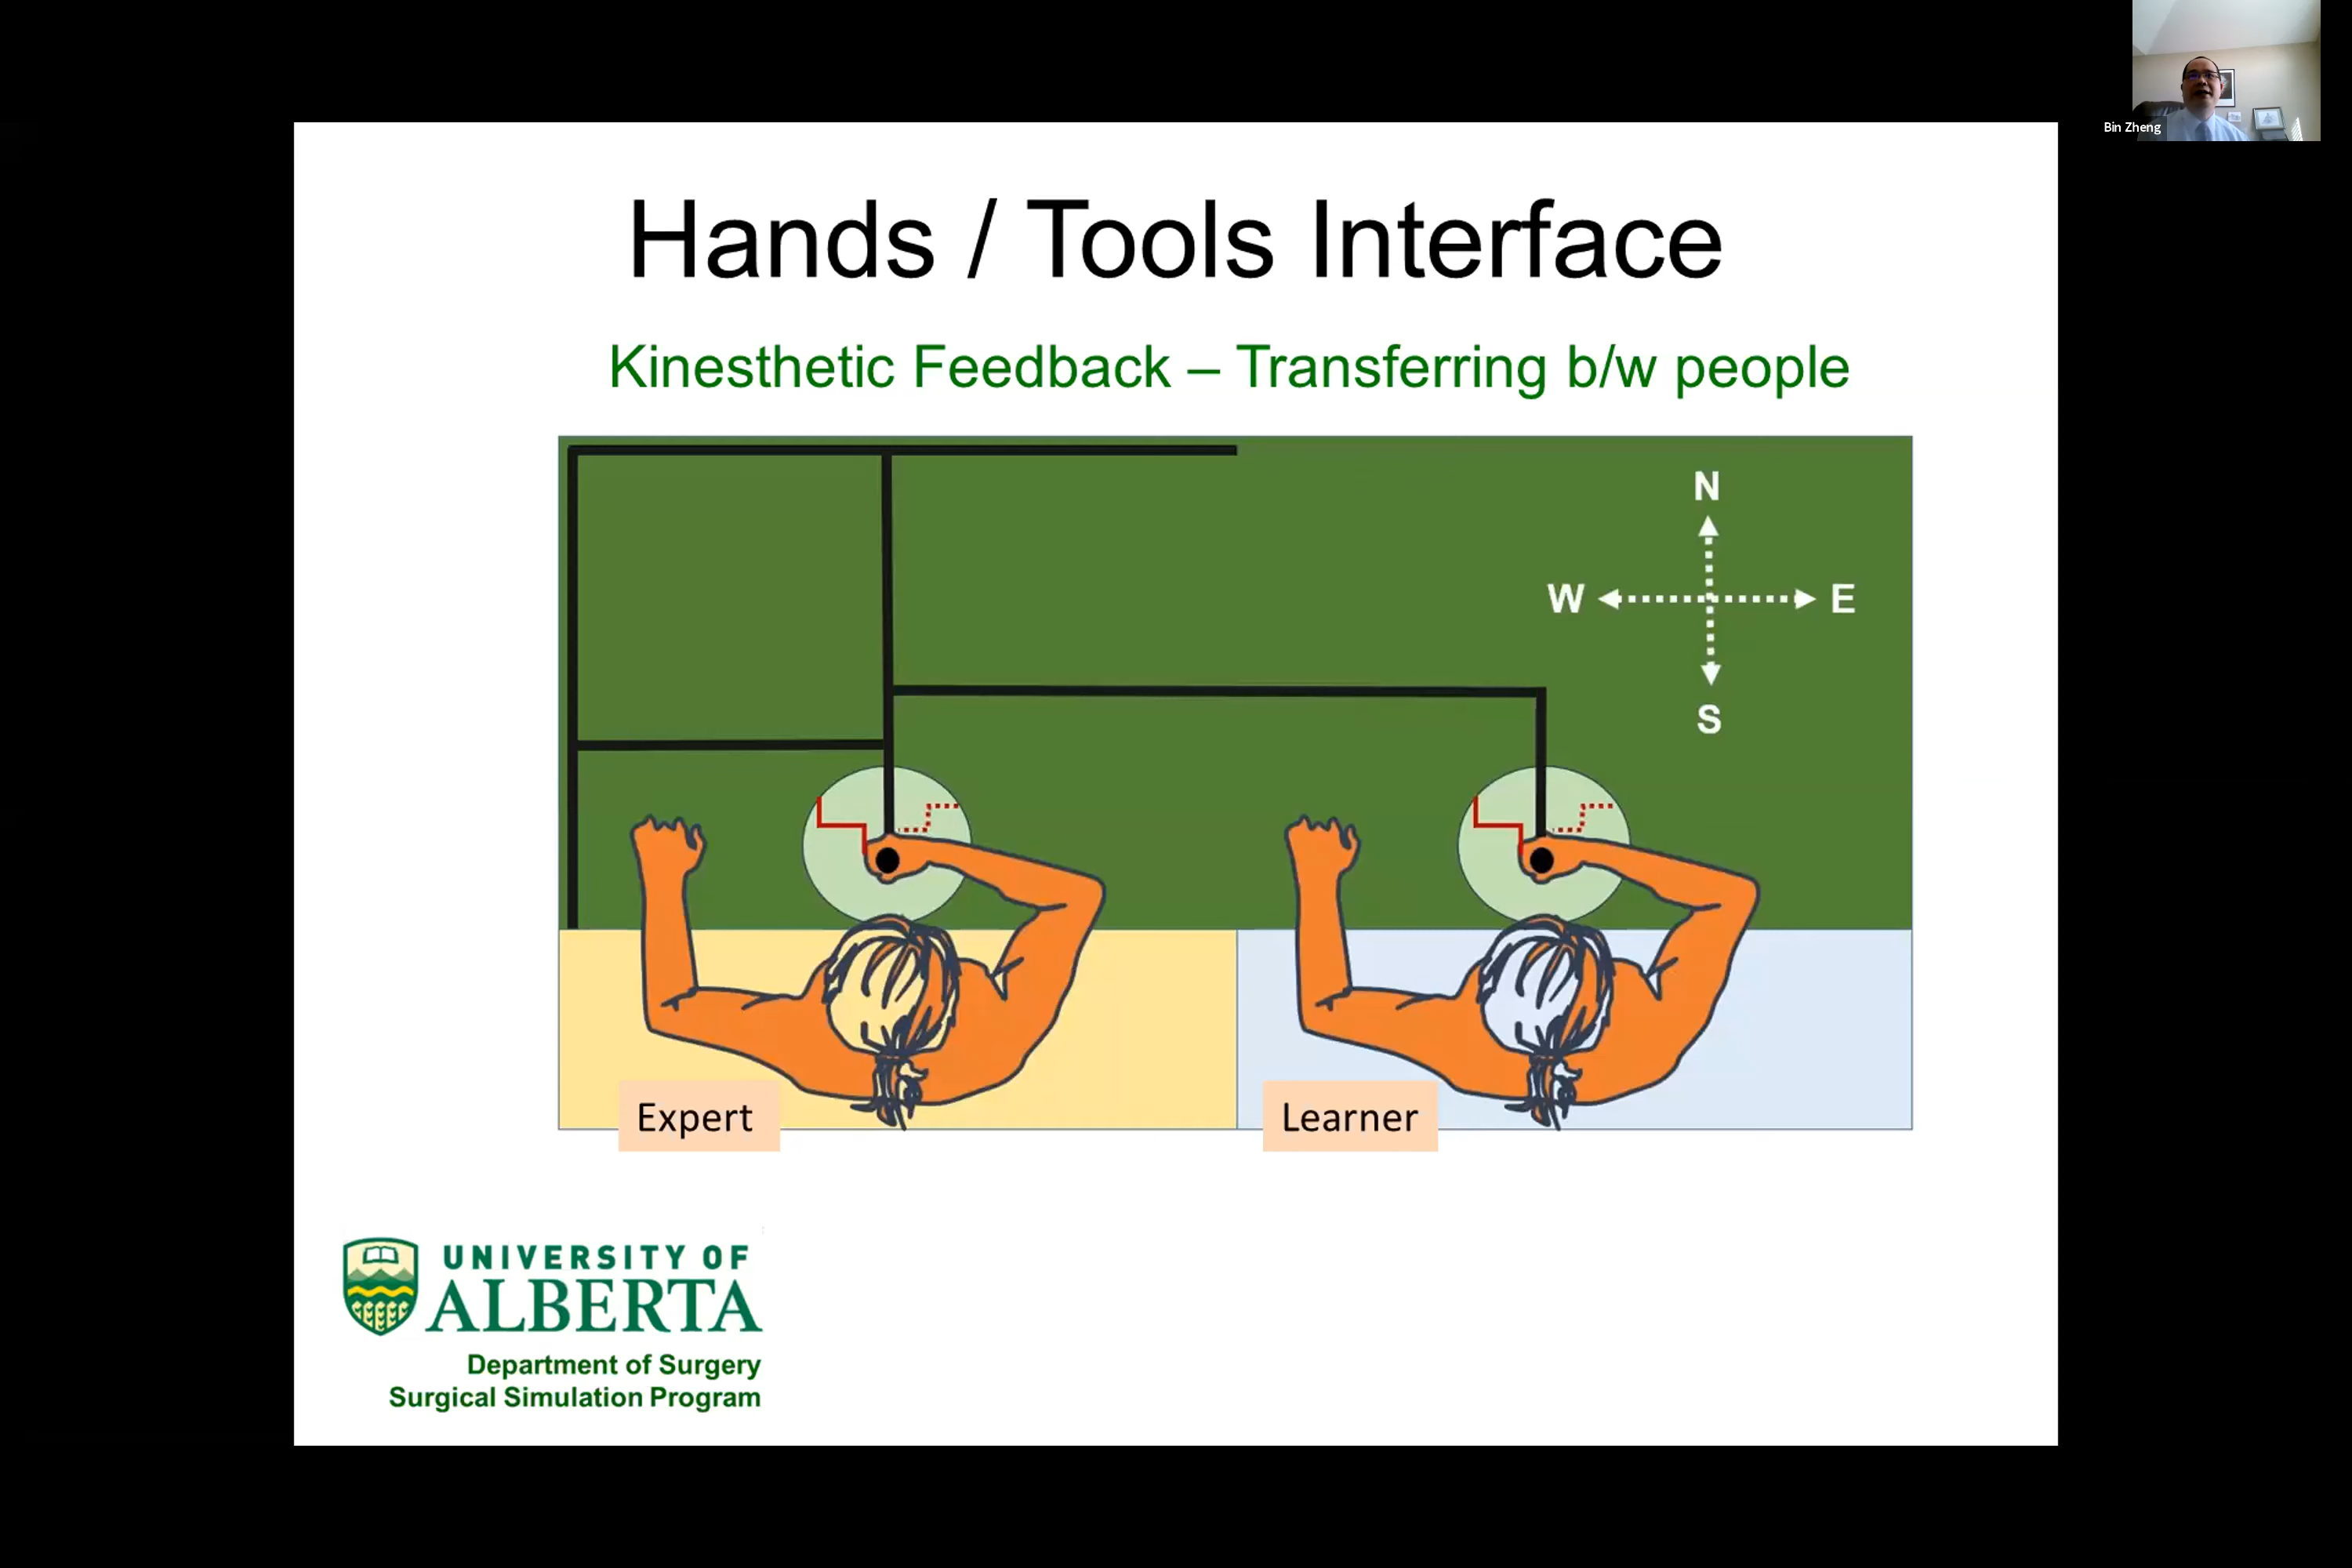 Bin Zheng
Hands / Tools Interface
Kinesthetic Feedback – Transferring b/w people
N
W
E
S
Expert
Learner
UNIVERSITY OF
ALBERTA
Department of Surgery
Surgical Simulation Program